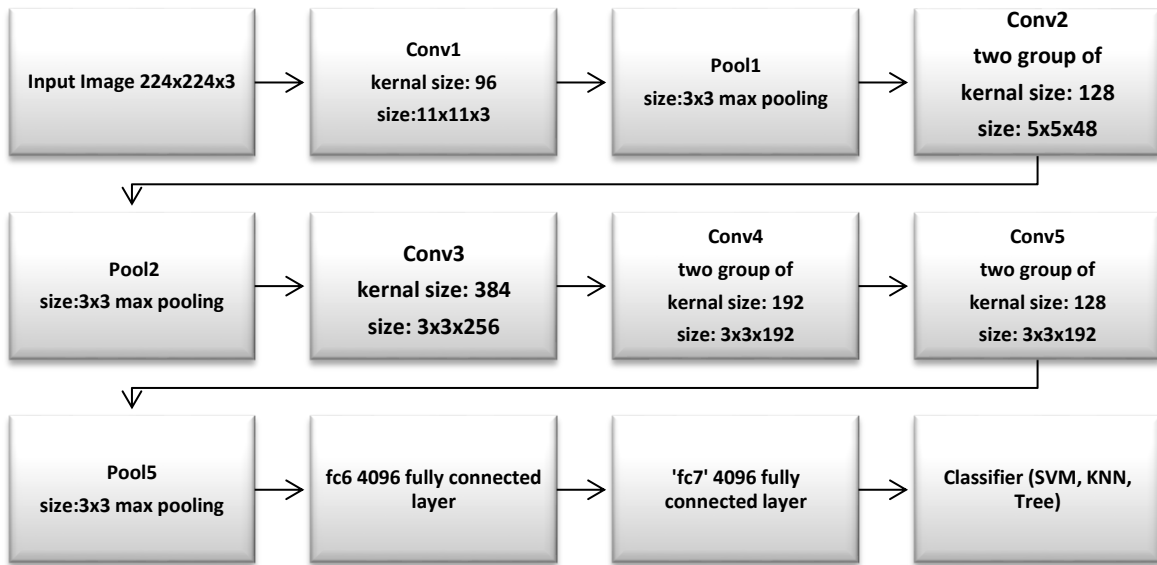 Input Image 224x224x3
Conv1
kernal size: 96
size:11x11x3
Pool1
size:3x3 max pooling
Conv2
two group of
kernal size: 128
size: 5x5x48
Pool2
size:3x3 max pooling
Conv3
kernal size: 384
size: 3x3x256
Conv4
two group of
kernal size: 192
size: 3x3x192
Conv5
two group of
kernal size: 128
size: 3x3x192
Pool5
size:3x3 max pooling
fc6 4096 fully connected
layer
'fc7' 4096 fully
connected layer
Classifier (SVM, KNN,
Tree)